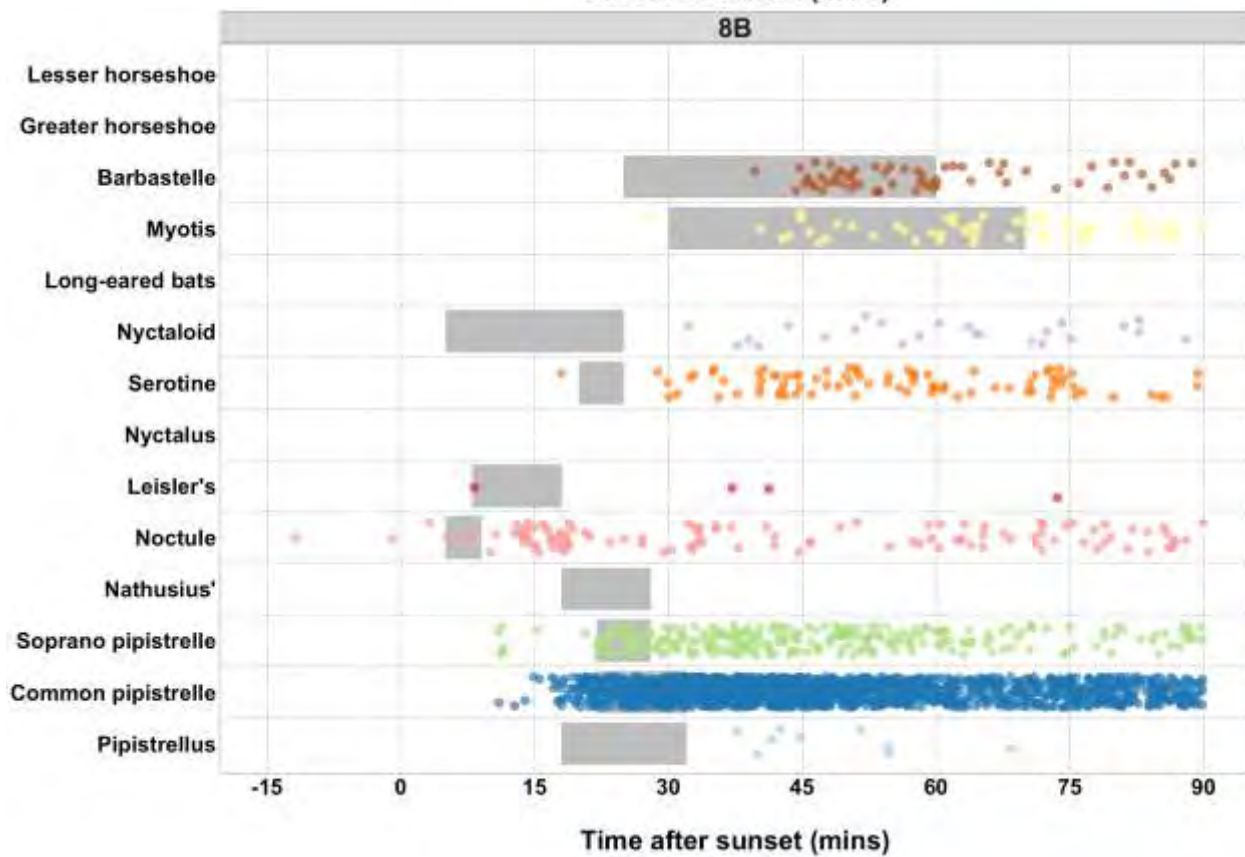 8B
Lesser horseshoe
Greater horseshoe
Barbastelle
Myotis
Long-eared bats
Nyctaloid
Serotine
Nyctalus
Leisler's
Noctule
Nathusius'
Soprano pipistrelle
Common pipistrelle
Pipistrellus
-15 0 15 30 45 60 75 90
Time after sunset (mins)